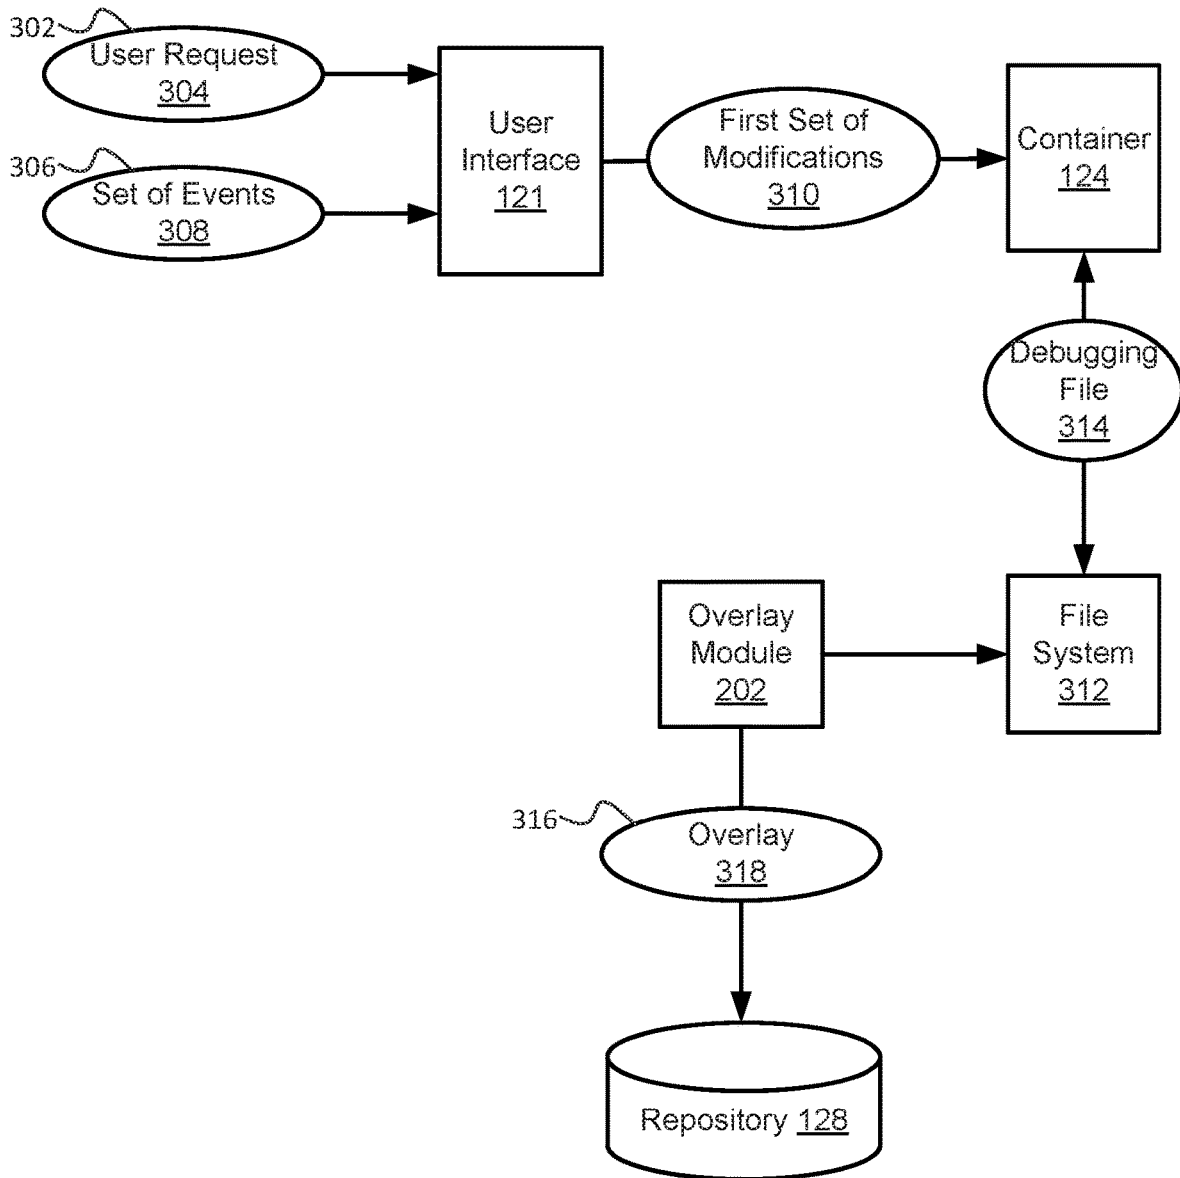 302
User Request
304
306
Set of Events
308
User
Interface
121
First Set of
Modifications
310
Container
124
Debugging
File
314
Overlay
Module
202
File
System
312
316
Overlay
318
Repository 128